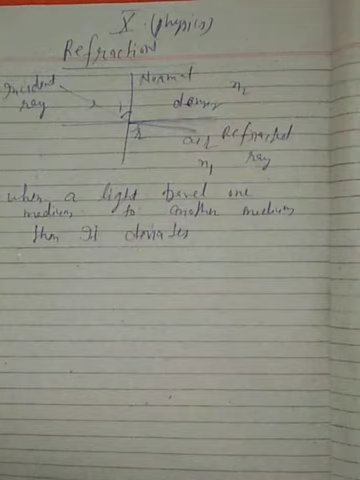 X (physics)
Refraction
Incident ray
Normal
n2
i
denser
r
air
Refracted ray
n1
when a light travel one
medium to another medium
then It deviates